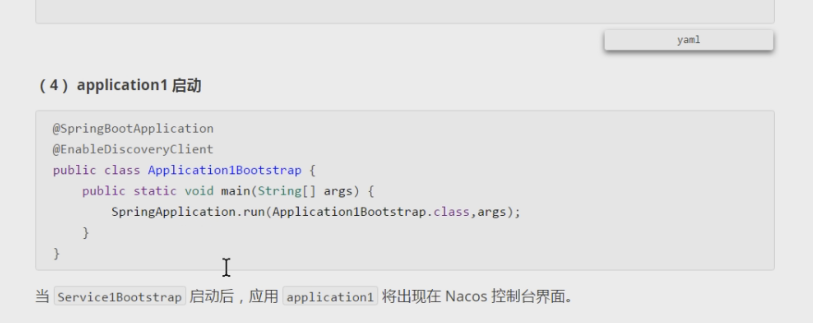 yaml
（4）application1 启动
@SpringBootApplication
@EnableDiscoveryClient
public class Application1Bootstrap {
    public static void main(String[] args) {
        SpringApplication.run(Application1Bootstrap.class,args);
    }
}
当 Service1Bootstrap 启动后，应用 application1 将出现在 Nacos 控制台界面。